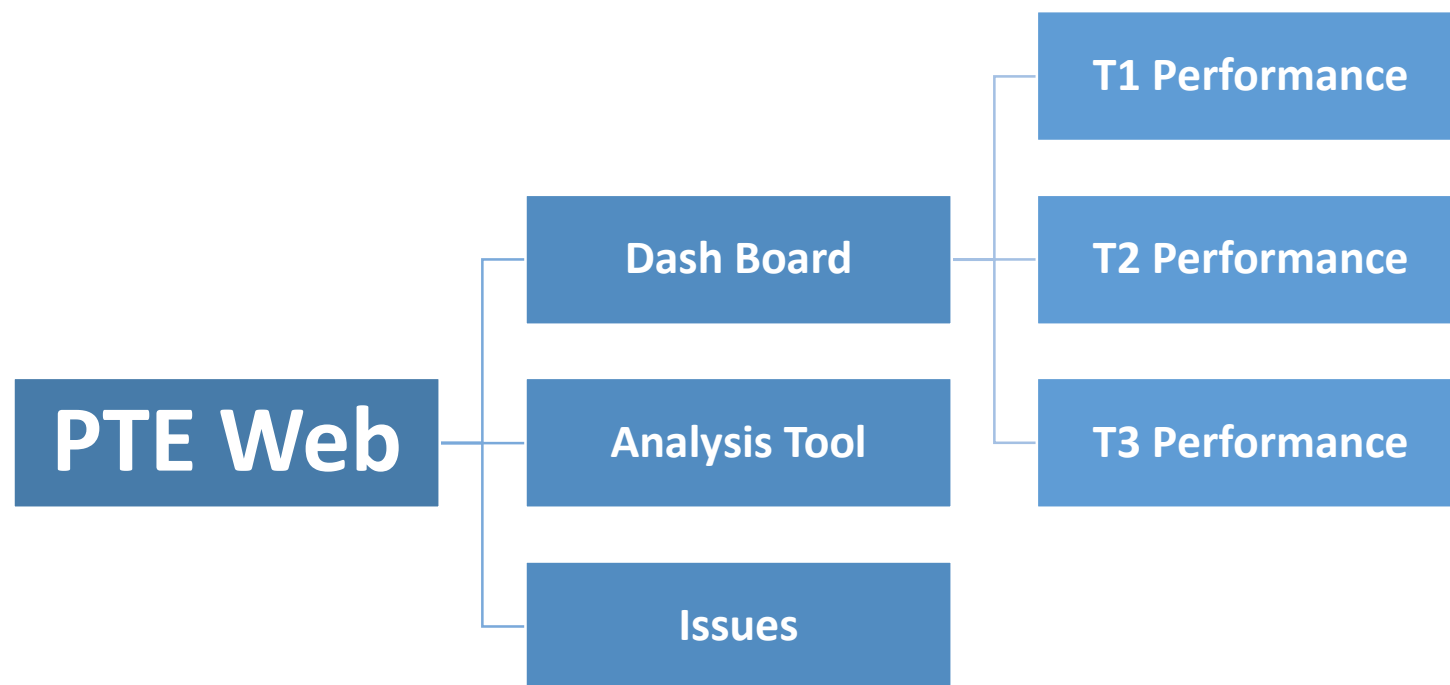 PTE Web
Dash Board
T1 Performance
T2 Performance
T3 Performance
Analysis Tool
Issues